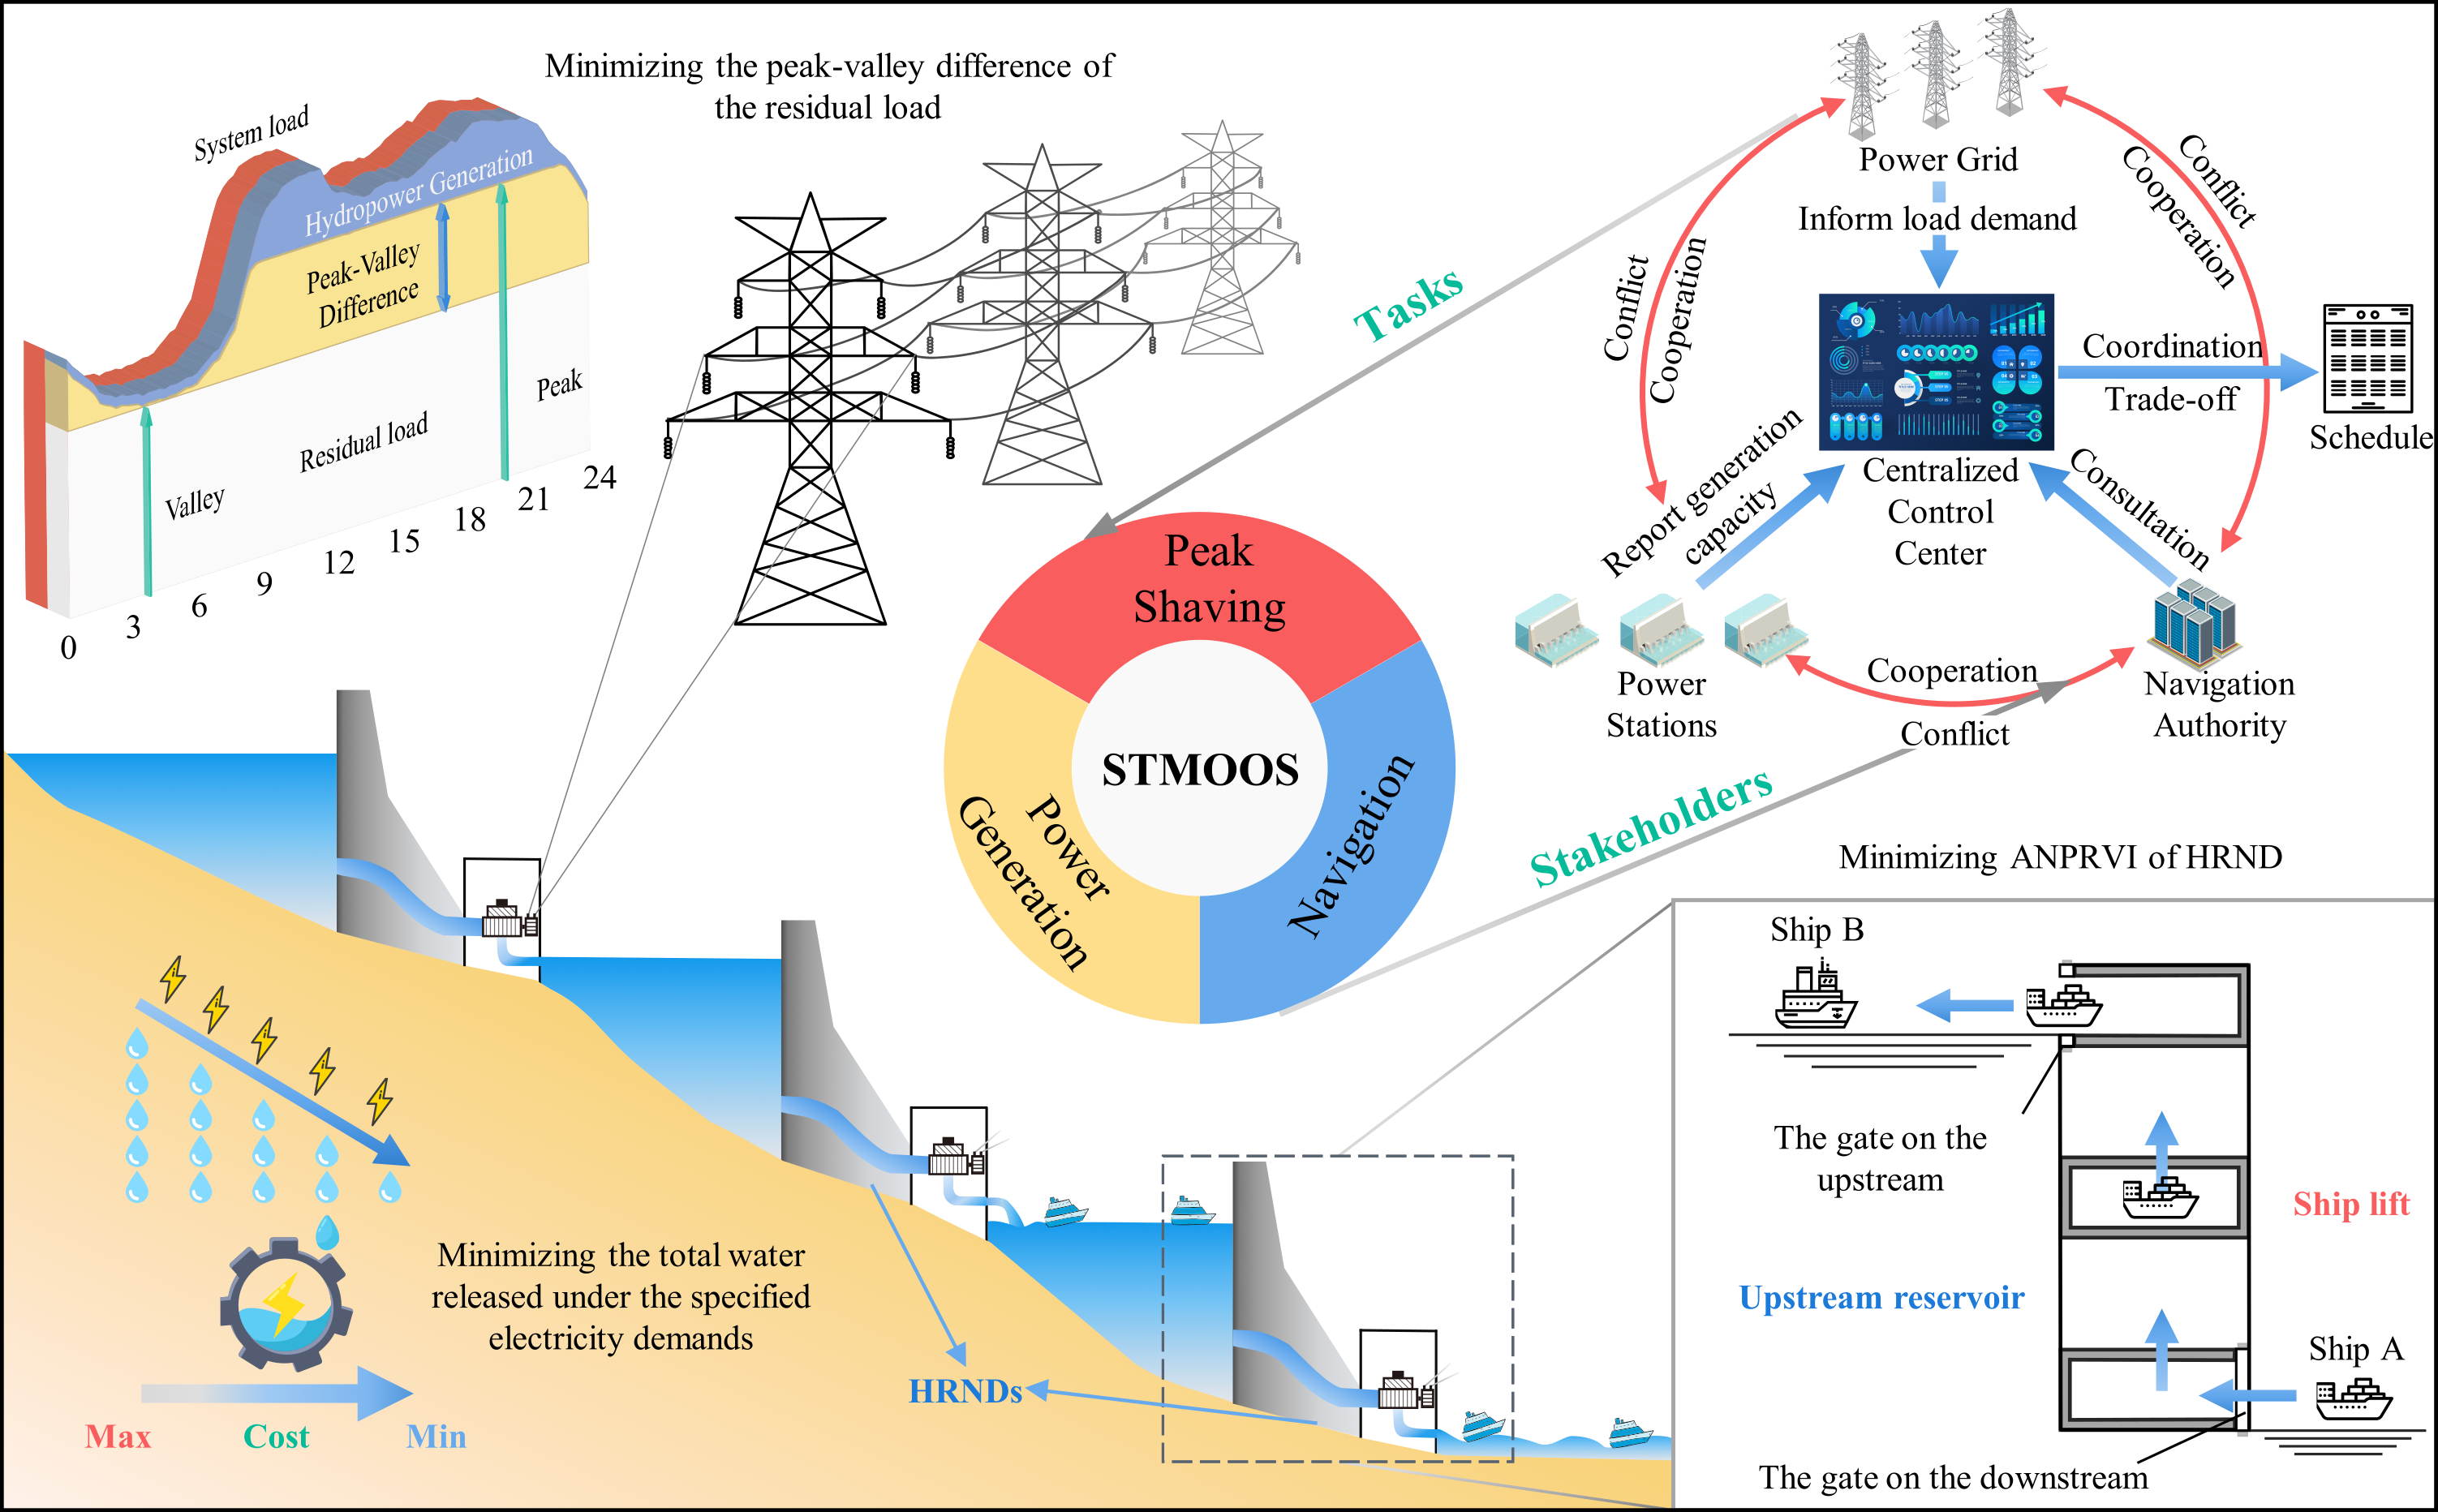 Minimizing the peak-valley difference of
the residual load
System load
Hydropower Generation
Peak-Valley
Difference
Residual load
Valley
Peak
0
3
6
9
12
15
18
21
24
Tasks
Power Grid
Inform load demand
Conflict
Cooperation
Conflict
Cooperation
Coordination
Trade-off
Schedule
Centralized
Control
Center
Report generation
capacity
Consultation
Power
Stations
Cooperation
Conflict
Navigation
Authority
Peak
Shaving
STMOOS
Power
Generation
Navigation
Stakeholders
Minimizing ANPRVI of HRND
Ship B
The gate on the
upstream
Ship lift
Upstream reservoir
Ship A
The gate on the downstream
Minimizing the total water
released under the specified
electricity demands
HRNDs
Max
Cost
Min